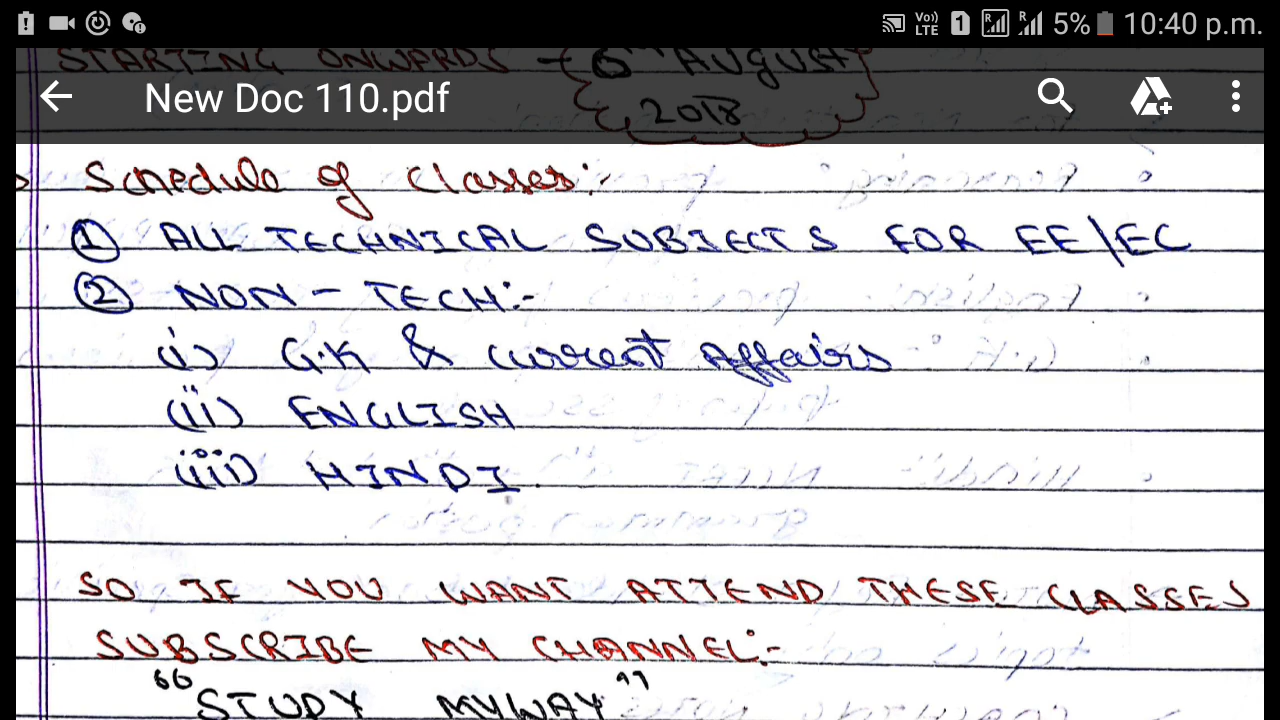 5% 10:40 p.m.
STARTING ONWARDS - 6th AUGUST
New Doc 110.pdf
2018
Schedule of classes:-
① ALL TECHNICAL SUBJECTS FOR EE/EC
② NON-TECH:-
(i) G.K & Current Affairs
(ii) ENGLISH
(iii) HINDI
SO IF YOU WANT ATTEND THESE CLASSES
SUBSCRIBE MY CHANNEL:-
"STUDY MYWAY"